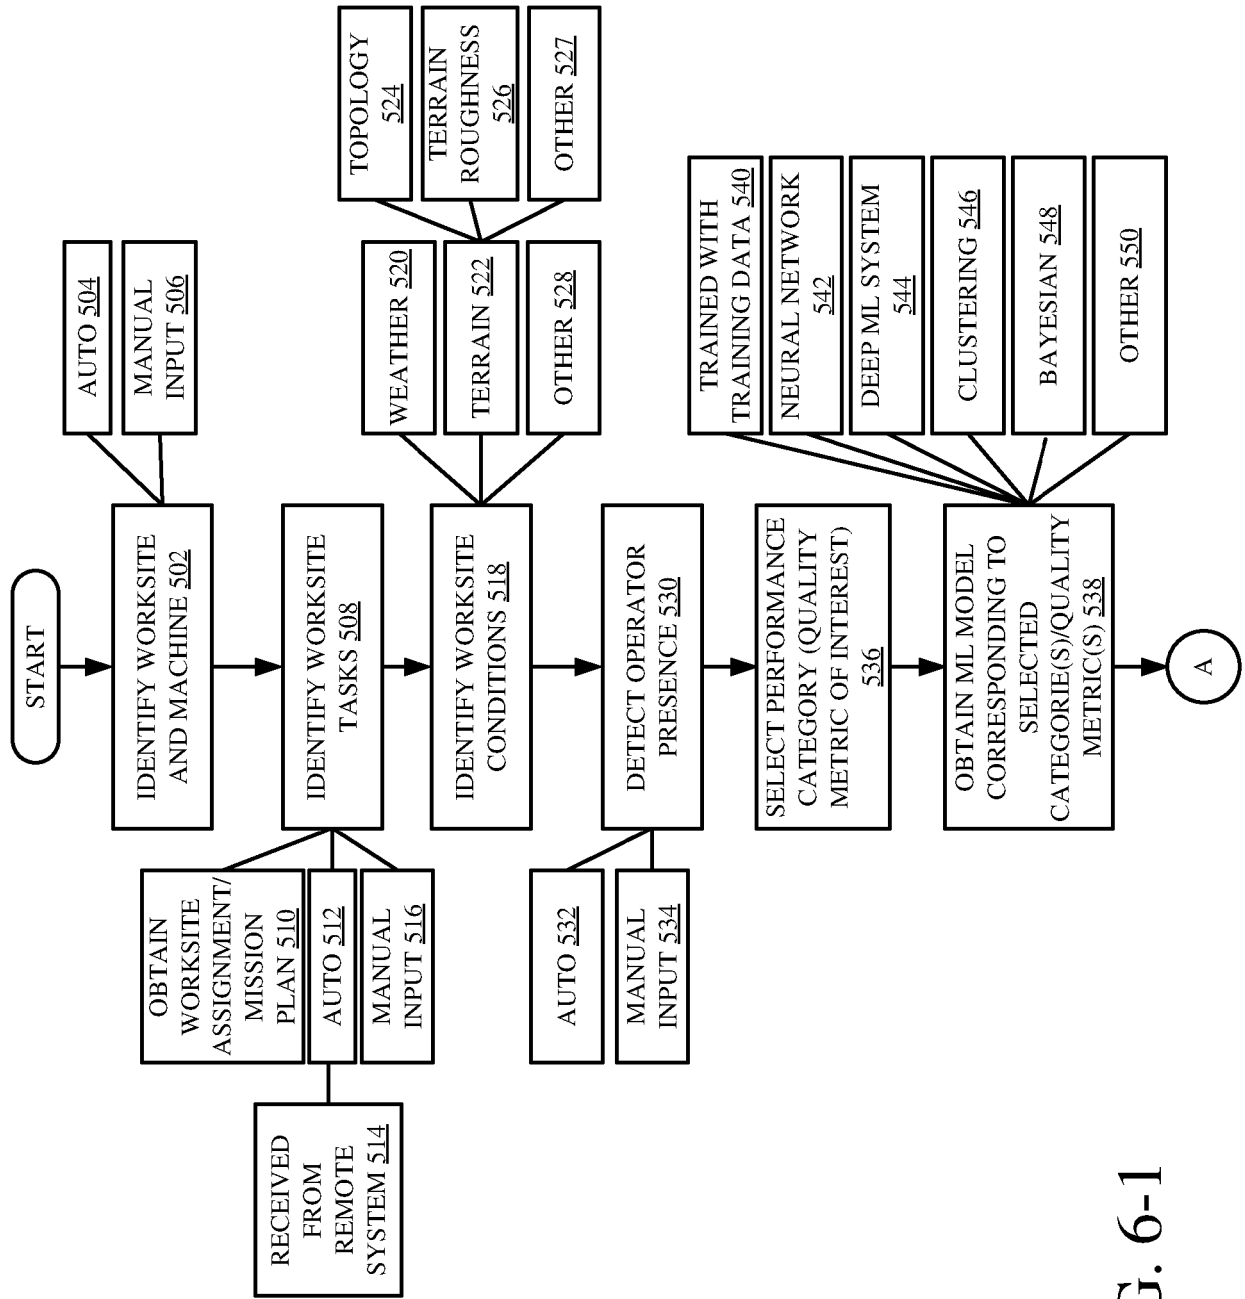 START
IDENTIFY WORKSITE
AND MACHINE 502
AUTO 504
MANUAL
INPUT 506
IDENTIFY WORKSITE
TASKS 508
OBTAIN
WORKSITE
ASSIGNMENT/
MISSION
PLAN 510
AUTO 512
RECEIVED
FROM
REMOTE
SYSTEM 514
MANUAL
INPUT 516
IDENTIFY WORKSITE
CONDITIONS 518
WEATHER 520
TERRAIN 522
TOPOLOGY
524
TERRAIN
ROUGHNESS
526
OTHER 527
OTHER 528
DETECT OPERATOR
PRESENCE 530
AUTO 532
MANUAL
INPUT 534
SELECT PERFORMANCE
CATEGORY (QUALITY
METRIC OF INTEREST)
536
OBTAIN ML MODEL
CORRESPONDING TO
SELECTED
CATEGORIE(S)/QUALITY
METRIC(S) 538
TRAINED WITH
TRAINING DATA 540
NEURAL NETWORK
542
DEEP ML SYSTEM
544
CLUSTERING 546
BAYESIAN 548
OTHER 550
A
G. 6-1